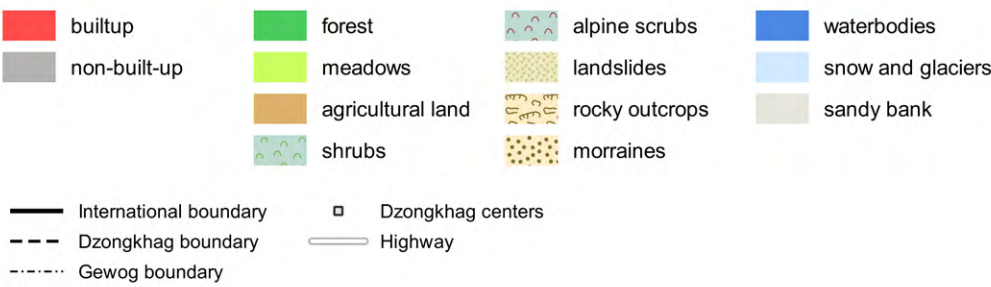 builtup forest alpine scrubs waterbodies
non-built-up meadows landslides snow and glaciers
agricultural land rocky outcrops sandy bank
shrubs morraines
International boundary Dzongkhag centers
Dzongkhag boundary Highway
Gewog boundary